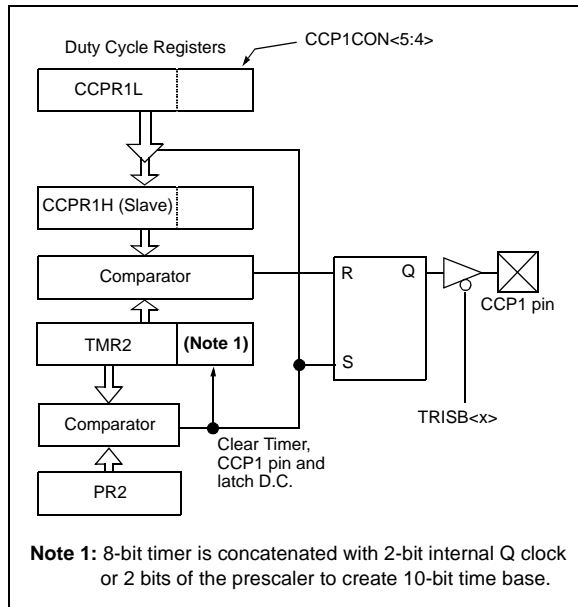 Duty Cycle Registers
CCP1CON<5:4>
CCPR1L
CCPR1H (Slave)
Comparator
R
Q
CCP1 pin
TMR2
(Note 1)
S
Comparator
TRISB<x>
Clear Timer,
CCP1 pin and
latch D.C.
PR2
Note 1: 8-bit timer is concatenated with 2-bit internal Q clock
or 2 bits of the prescaler to create 10-bit time base.